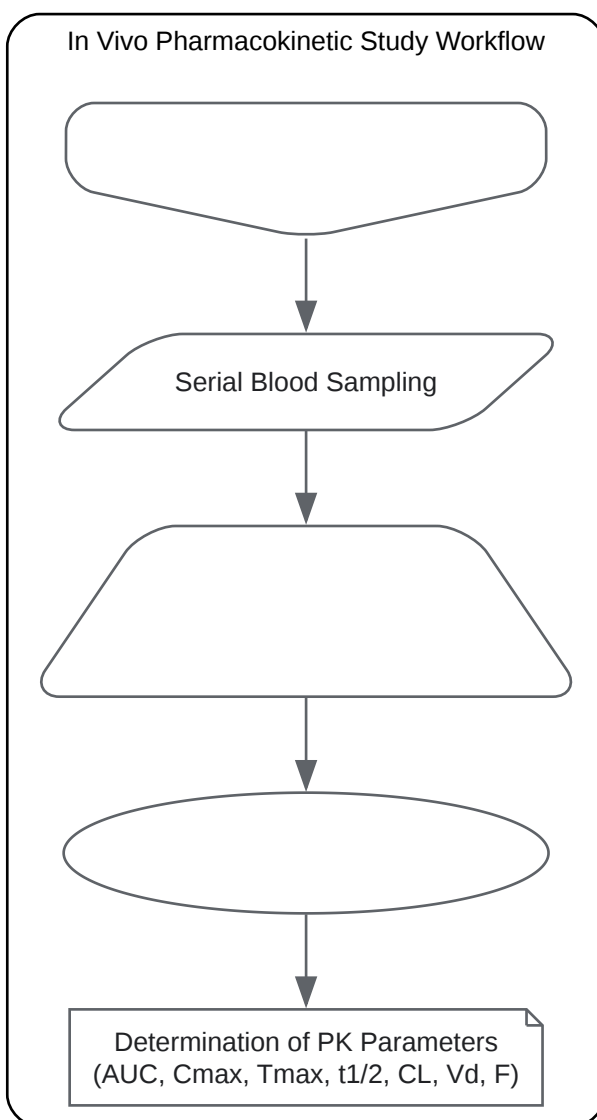 In Vivo Pharmacokinetic Study Workflow
Serial Blood Sampling
Determination of PK Parameters
(AUC, Cmax, Tmax, t1/2, CL, Vd, F)